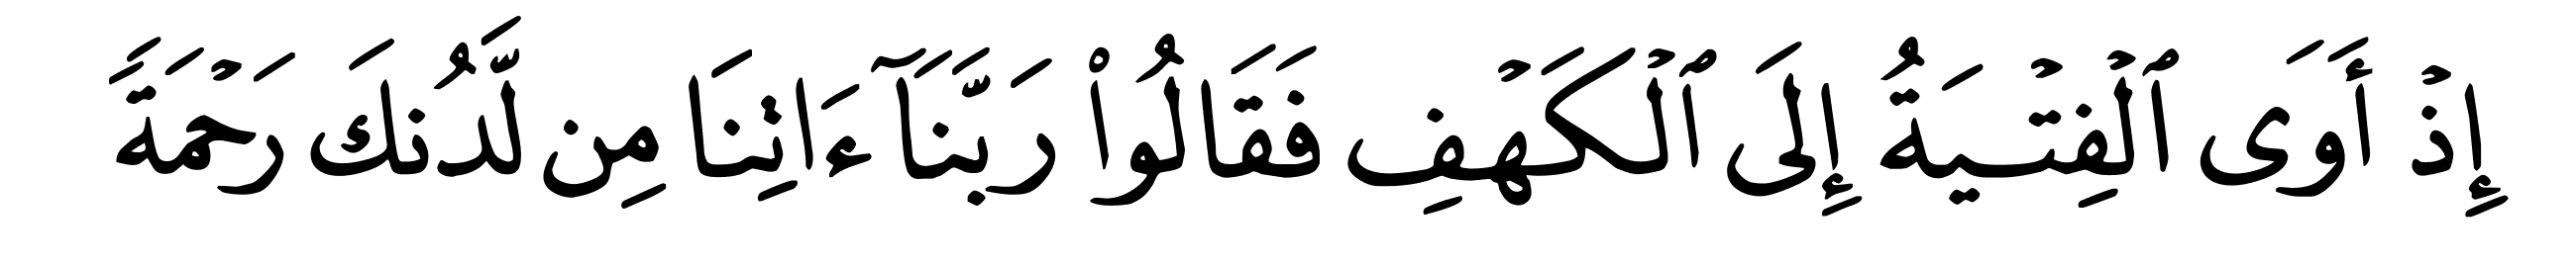 إِذْ أَوَى ٱلْفِتْيَةُ إِلَى ٱلْكَهْفِ فَقَالُوا۟ رَبَّنَآ ءَاتِنَا مِن لَّدُنكَ رَحْمَةً